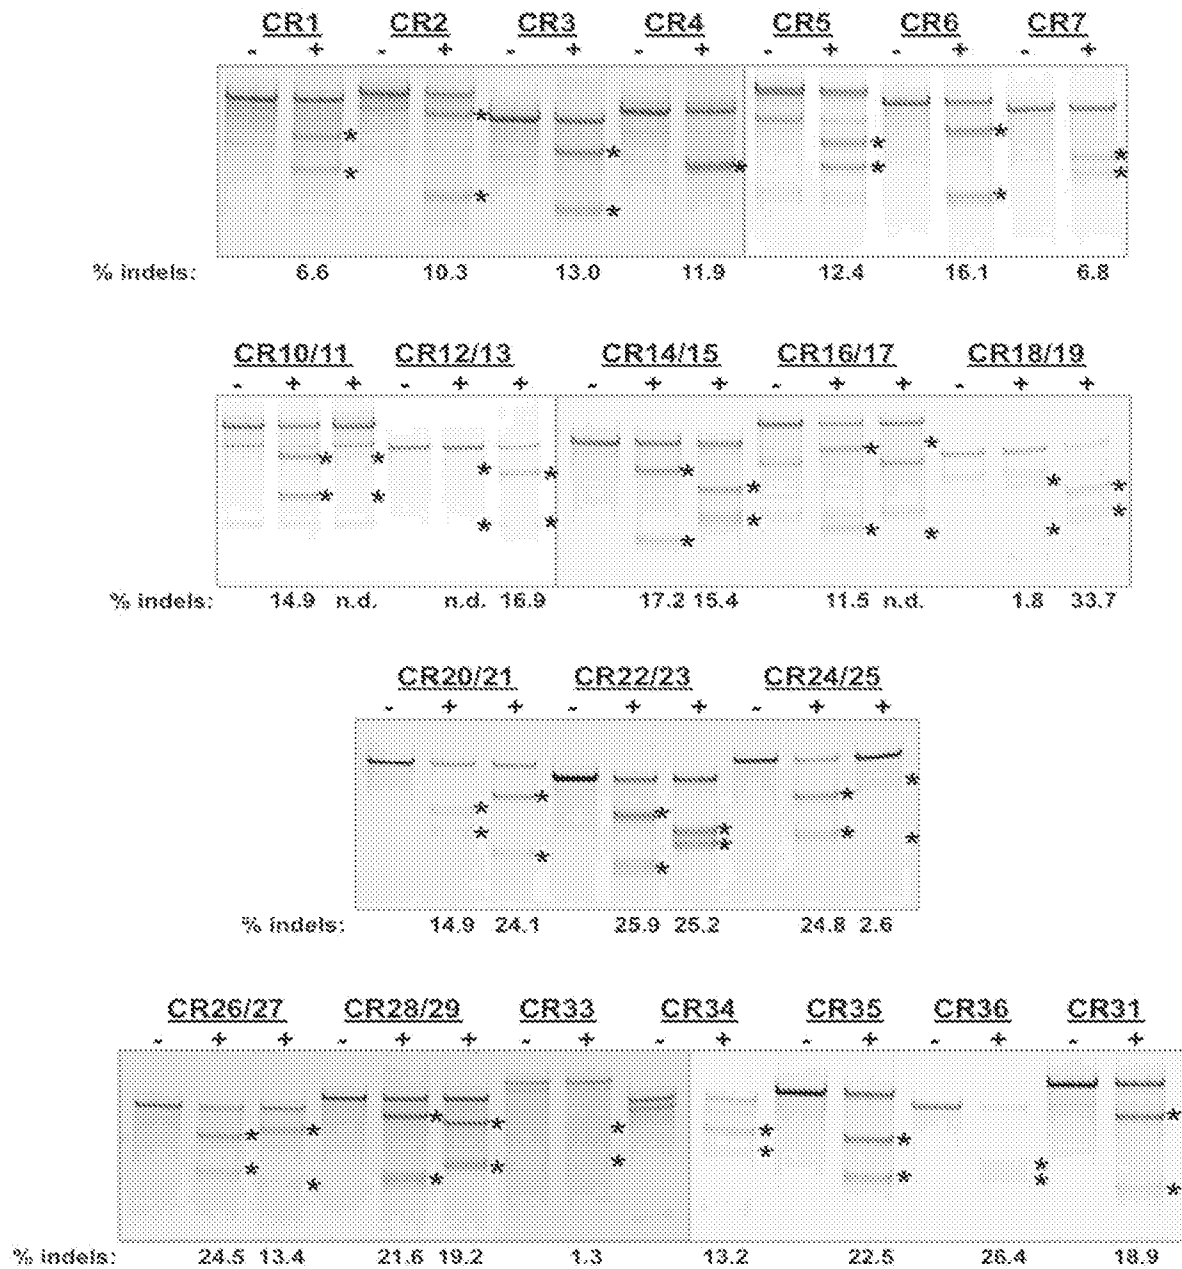 CR1 CR2 CR3 CR4 CR5 CR6 CR7
- + - + - + - + - + - + - +
* * * * * * * * * * * * *
% indels: 6.6 10.3 13.0 11.9 12.4 16.1 6.8
CR10/11 CR12/13 CR14/15 CR16/17 CR18/19
- + + - + + - + + - + + - + +
* * * * * * * * * * * * * * * * * * * *
% indels: 14.9 n.d. n.d. 16.9 17.2 15.4 11.5 n.d. 1.8 33.7
CR20/21 CR22/23 CR24/25
- + + - + + - + +
* * * * * * * * * * * *
% indels: 14.9 24.1 25.9 25.2 24.8 2.6
CR26/27 CR28/29 CR33 CR34 CR35 CR36 CR31
- + + - + + - + - + - + - + - +
* * * * * * * * * * * * * * * * * *
% indels: 24.5 13.4 21.6 19.2 1.3 13.2 22.5 26.4 18.9